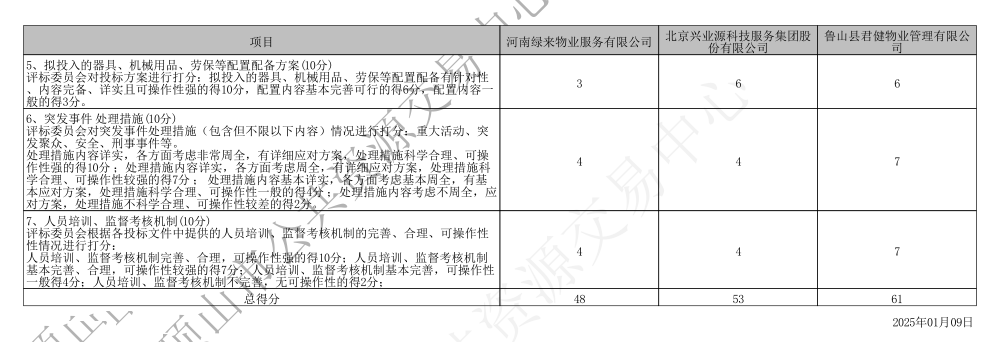 项目 河南绿来物业服务有限公司 北京兴业源科技服务集团股份有限公司 鲁山县君健物业管理有限公司
5、拟投入的器具、机械用品、劳保等配置配备方案(10分)
评标委员会对投标方案进行打分：拟投入的器具、机械用品、劳保等配置配备有针对性
、内容完备、详实且可操作性强的得10分，配置内容基本完善可行的得6分，配置内容一
般的得3分。
3 6 6
6、突发事件 处理措施(10分)
评标委员会对突发事件处理措施（包含但不限以下内容）情况进行打分：重大活动、突
发聚众、安全、刑事事件等。
处理措施内容详实，各方面考虑非常周全，有详细应对方案，处理措施科学合理、可操
作性强的得10分；处理措施内容详实，各方面考虑周全，有详细应对方案，处理措施科
学合理、可操作性较强的得7分； 处理措施内容基本详实，各方面考虑基本周全，有基
本应对方案，处理措施科学合理、可操作性一般的得4分；处理措施内容考虑不周全，应
对方案，处理措施不科学合理、可操作性较差的得2分。
4 4 7
7、人员培训、监督考核机制(10分)
评标委员会根据各投标文件中提供的人员培训、监督考核机制的完善、合理、可操作性
性情况进行打分：
人员培训、监督考核机制完善、合理，可操作性强的得10分；人员培训、监督考核机制
基本完善、合理，可操作性较强的得7分；人员培训、监督考核机制基本完善，可操作性
一般得4分；人员培训、监督考核机制不完善，无可操作性的得2分；
4 4 7
总得分 48 53 61
2025年01月09日